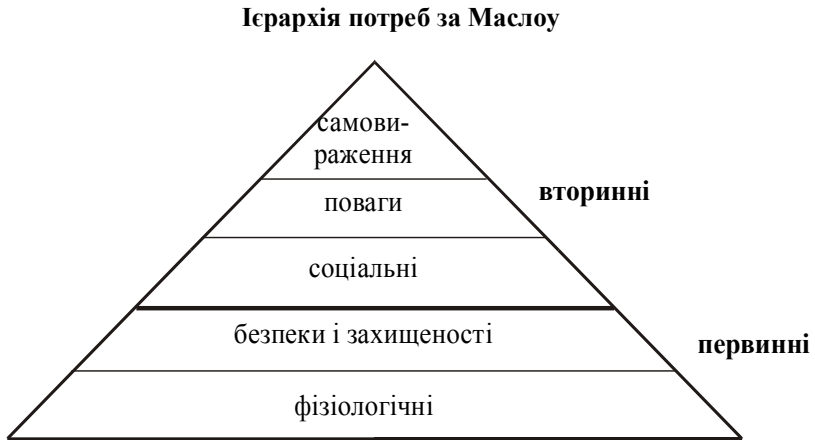 Ієрархія потреб за Маслоу
самови-
раження
поваги
вторинні
соціальні
безпеки і захищеності
первинні
фізіологічні